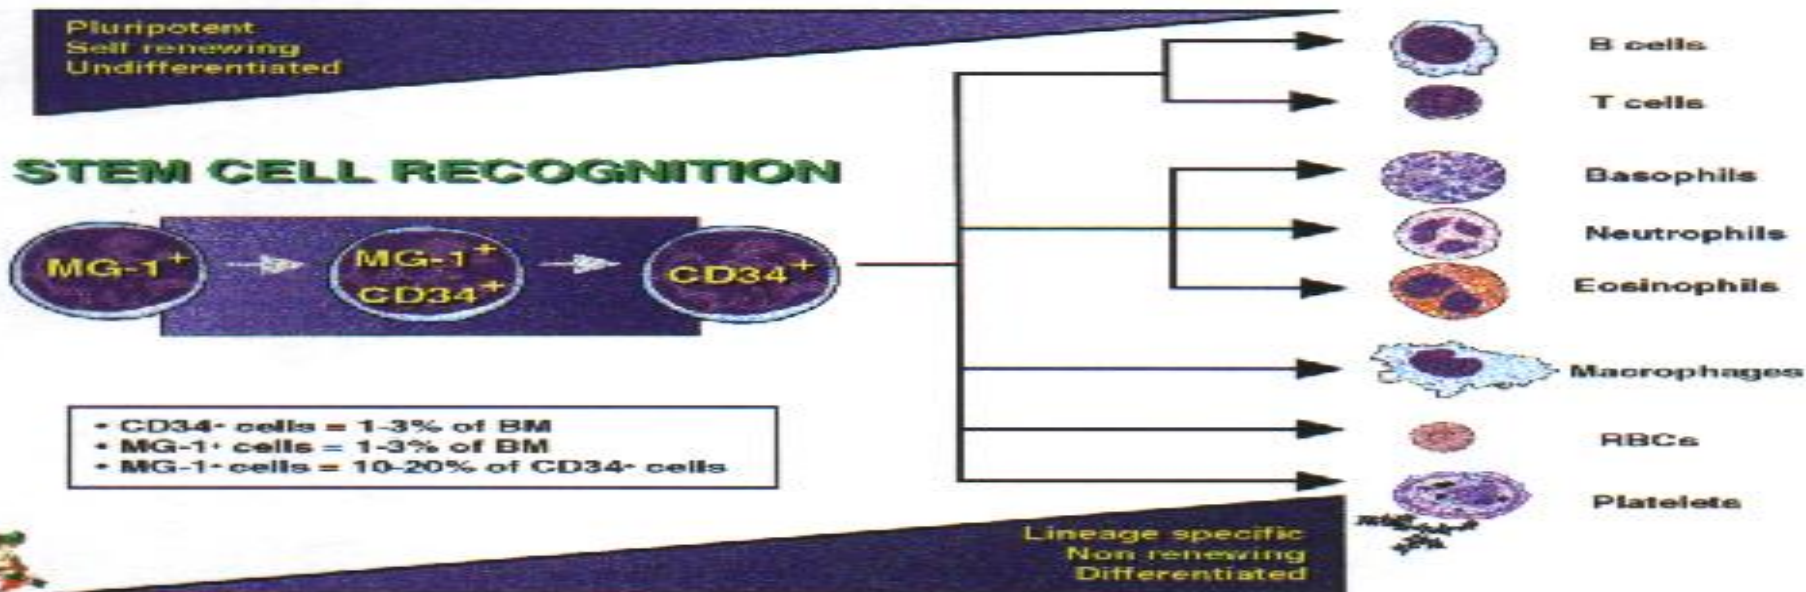 Pluripotent
Self renewing
Undifferentiated
STEM CELL RECOGNITION
MG-1+
MG-1+
CD34+
CD34+
• CD34+ cells = 1-3% of BM
• MG-1+ cells = 1-3% of BM
• MG-1+ cells = 10-20% of CD34+ cells
B cells
T cells
Basophils
Neutrophils
Eosinophils
Macrophages
RBCs
Platelets
Lineage specific
Non renewing
Differentiated